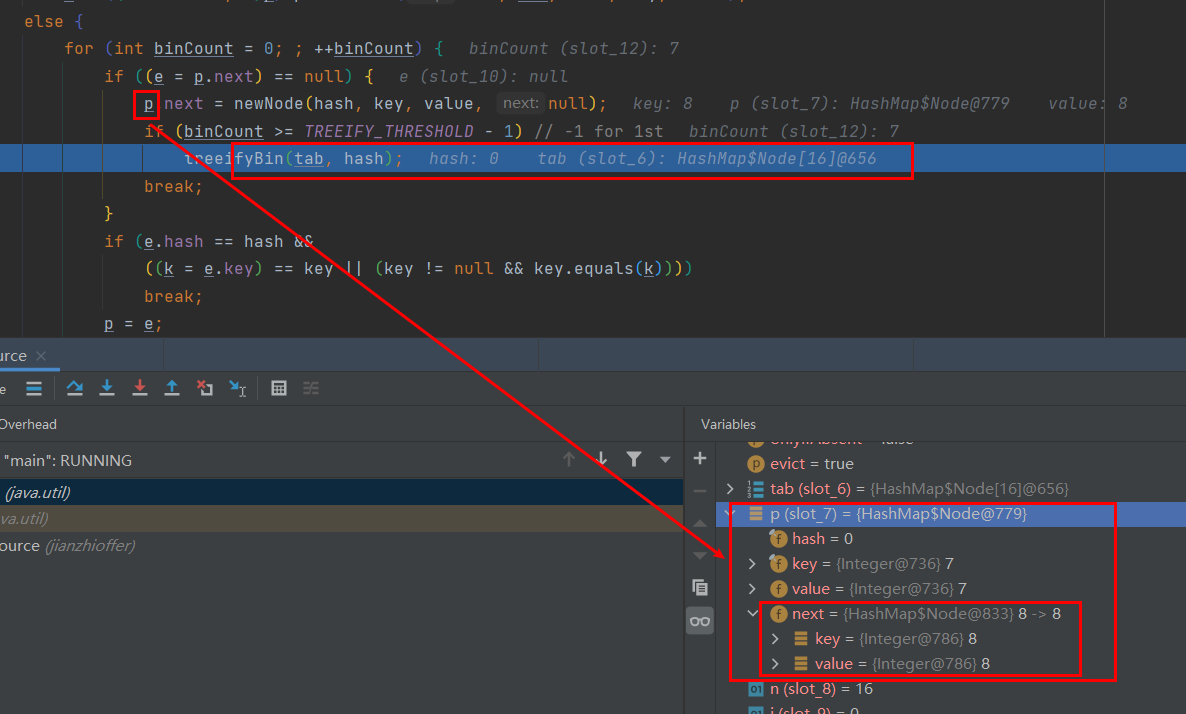 else {
for (int binCount = 0; ; ++binCount) { binCount (slot_12): 7
if ((e = p.next) == null) { e (slot_10): null
p.next = newNode(hash, key, value, next: null); key: 8 p (slot_7): HashMap$Node@779 value: 8
if (binCount >= TREEIFY_THRESHOLD - 1) // -1 for 1st binCount (slot_12): 7
treeifyBin(tab, hash); hash: 0 tab (slot_6): HashMap$Node[16]@656
break;
}
if (e.hash == hash &&
((k = e.key) == key || (key != null && key.equals(k))))
break;
p = e;
urce ×
e
Overhead
Variables
"main": RUNNING
evict = true
(java.util)
tab (slot_6) = {HashMap$Node[16]@656}
va.util)
p (slot_7) = {HashMap$Node@779}
ource (jianzhioffer)
hash = 0
key = {Integer@736} 7
value = {Integer@736} 7
next = {HashMap$Node@833} 8 -> 8
key = {Integer@786} 8
value = {Integer@786} 8
n (slot_8) = 16
i (slot_9) = 0